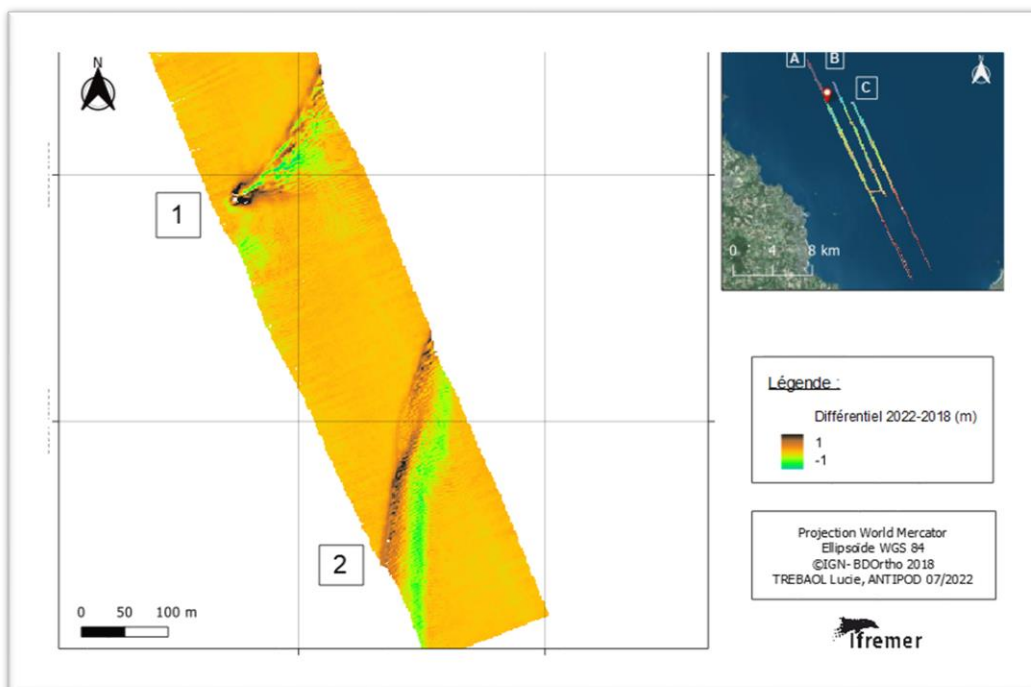 N
1
2
0 50 100 m
A
B
C
N
0 4 8 km
Légende :
Différentiel 2022-2018 (m)
1
-1
Projection World Mercator
Ellipsoïde WGS 84
©IGN-BDOrtho 2018
TREBAOL Lucie, ANTIPOD 07/2022
Ifremer